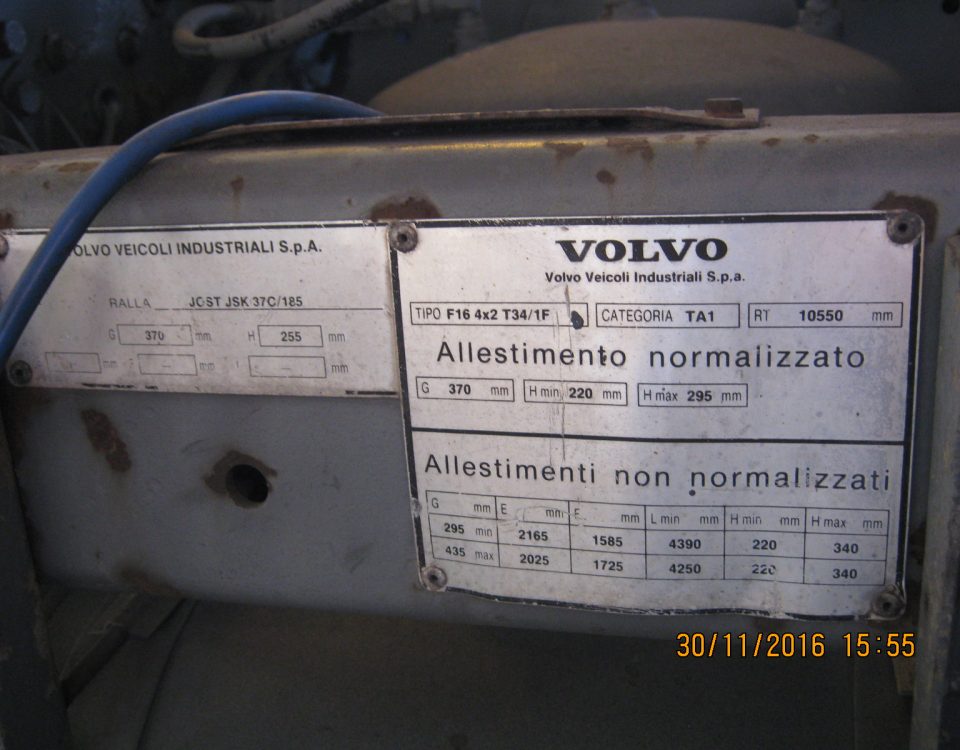 VOLVO VEICOLI INDUSTRIALI S.p.A.
RALLA JOST JSK 37C/185
G 370 mm H 255 mm
- mm - mm
VOLVO
Volvo Veicoli Industriali S.p.a.
TIPO F16 4x2 T34/1F CATEGORIA TA1 RT 10550 mm
Allestimento normalizzato
G 370 mm H min 220 mm H max 295 mm
Allestimenti non normalizzati
G mm E mm F mm L min mm H min mm H max mm
295 min 2165 1585 4390 220 340
435 max 2025 1725 4250 220 340
30/11/2016 15:55